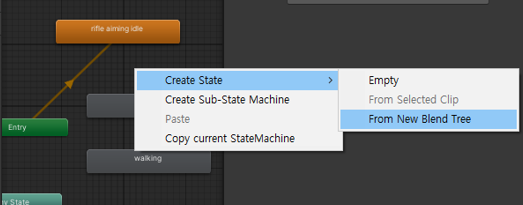 rifle aiming idle
Create State
Create Sub-State Machine
Paste
Copy current StateMachine
Empty
From Selected Clip
From New Blend Tree
Entry
walking
y State